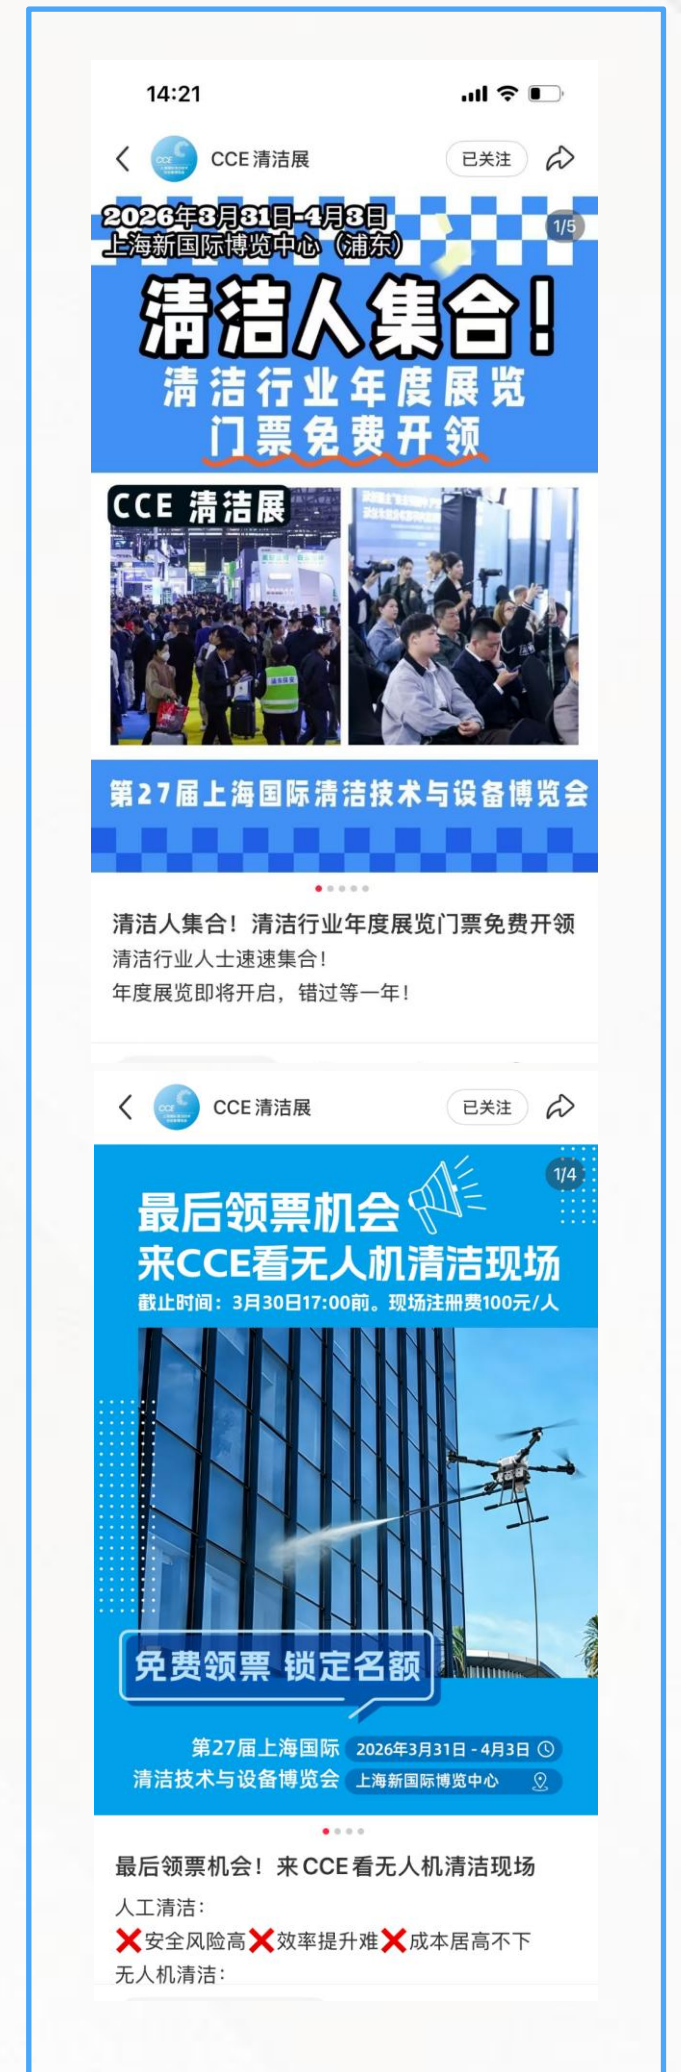 14:21
CCE 清洁展
已关注
2026年3月31日-4月3日
1/5
上海新国际博览中心（浦东）
清洁人集合！
清洁行业年度展览
门票免费开领
CCE 清洁展
第27届上海国际清洁技术与设备博览会
清洁人集合！清洁行业年度展览门票免费开领
清洁行业人士速速集合！
年度展览即将开启，错过等一年！
CCE 清洁展
已关注
1/4
最后领票机会
来CCE看无人机清洁现场
截止时间：3月30日17:00前。现场注册费100元/人
免费领票 锁定名额
第27届上海国际 2026年3月31日 - 4月3日
清洁技术与设备博览会 上海新国际博览中心
最后领票机会！来 CCE 看无人机清洁现场
人工清洁：
❌安全风险高❌效率提升难❌成本居高不下
无人机清洁：